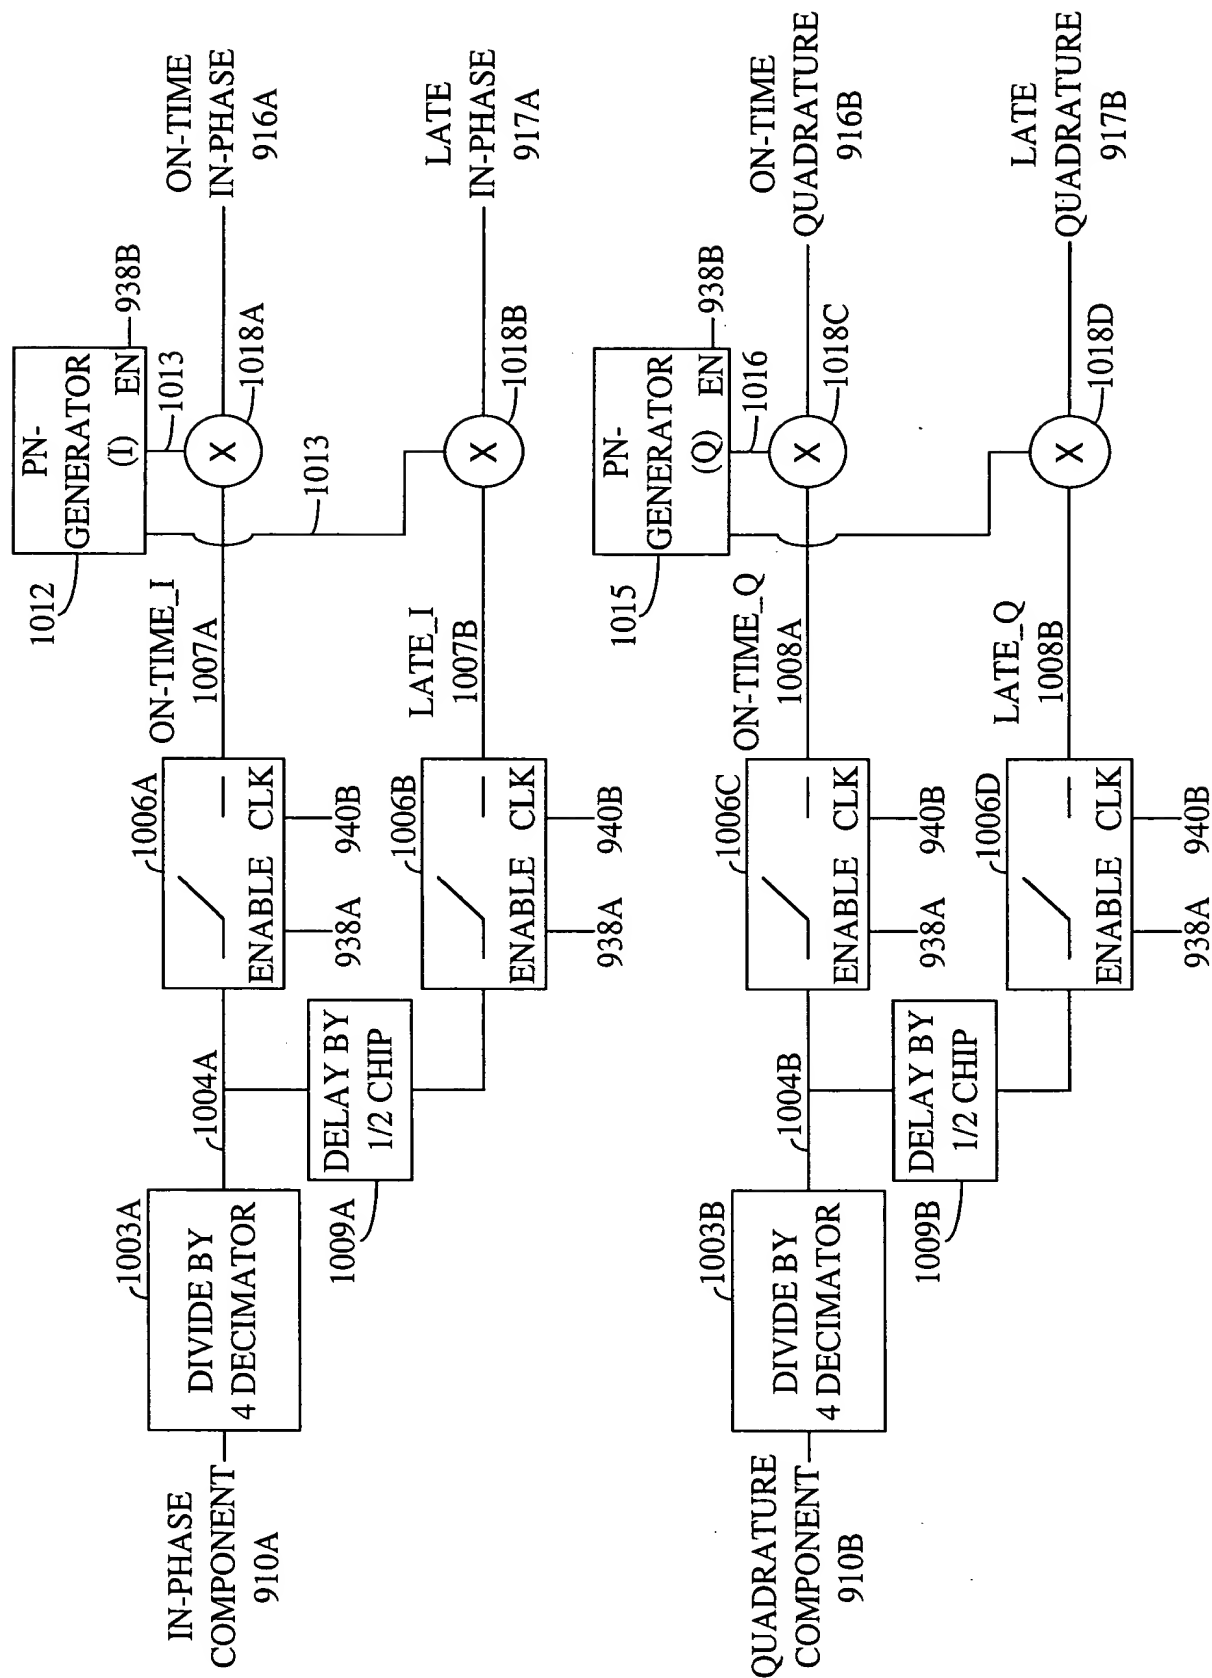 IN-PHASE
COMPONENT
910A
1003A
DIVIDE BY
4 DECIMATOR
1004A
DELAY BY
1/2 CHIP
1009A
1006A
ENABLE CLK
938A
940B
1006B
ENABLE CLK
938A
940B
ON-TIME_I
1007A
LATE_I
1007B
1012
PN-
GENERATOR
(I) EN
938B
1013
1013
X
1018A
X
1018B
ON-TIME
IN-PHASE
916A
LATE
IN-PHASE
917A
QUADRATURE
COMPONENT
910B
1003B
DIVIDE BY
4 DECIMATOR
1004B
DELAY BY
1/2 CHIP
1009B
1006C
ENABLE CLK
938A
940B
1006D
ENABLE CLK
938A
940B
ON-TIME_Q
1008A
LATE_Q
1008B
1015
PN-
GENERATOR
(Q) EN
938B
1016
X
1018C
X
1018D
ON-TIME
QUADRATURE
916B
LATE
QUADRATURE
917B